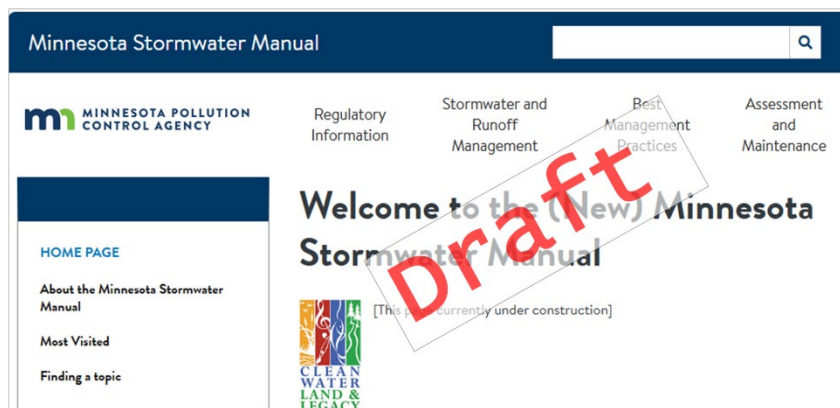 Minnesota Stormwater Manual
MINNESOTA POLLUTION
CONTROL AGENCY
Regulatory
Information
Stormwater and
Runoff
Management
Best
Management
Practices
Assessment
and
Maintenance
HOME PAGE
About the Minnesota Stormwater
Manual
Most Visited
Finding a topic
Welcome to the (New) Minnesota
Stormwater Manual
[This page currently under construction]
CLEAN
WATER
LAND &
LEGACY
Draft